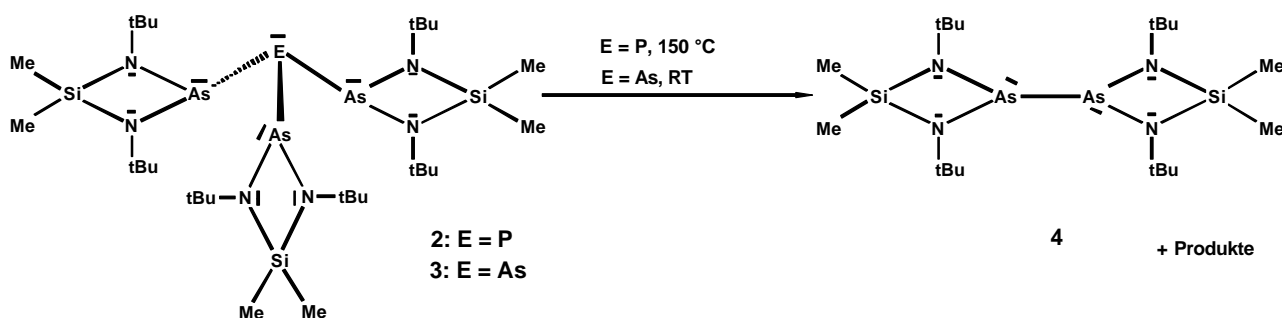 tBu
tBu
tBu
tBu
Me
N
E
N
Me
E = P, 150 °C
Me
N
N
Me
Si
As
As
Si
E = As, RT
Si
As
As
Si
Me
N
As
N
Me
Me
N
N
Me
tBu
tBu
tBu
tBu
tBu
N
N
tBu
2: E = P
4
+ Produkte
Si
3: E = As
Me
Me